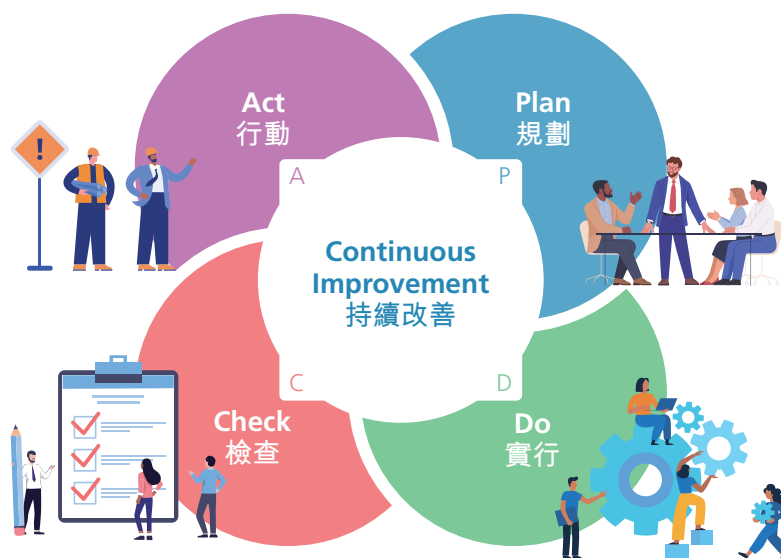 Act
行動
Plan
規劃
!
A
P
Continuous
Improvement
持續改善
C
D
Check
檢查
Do
實行